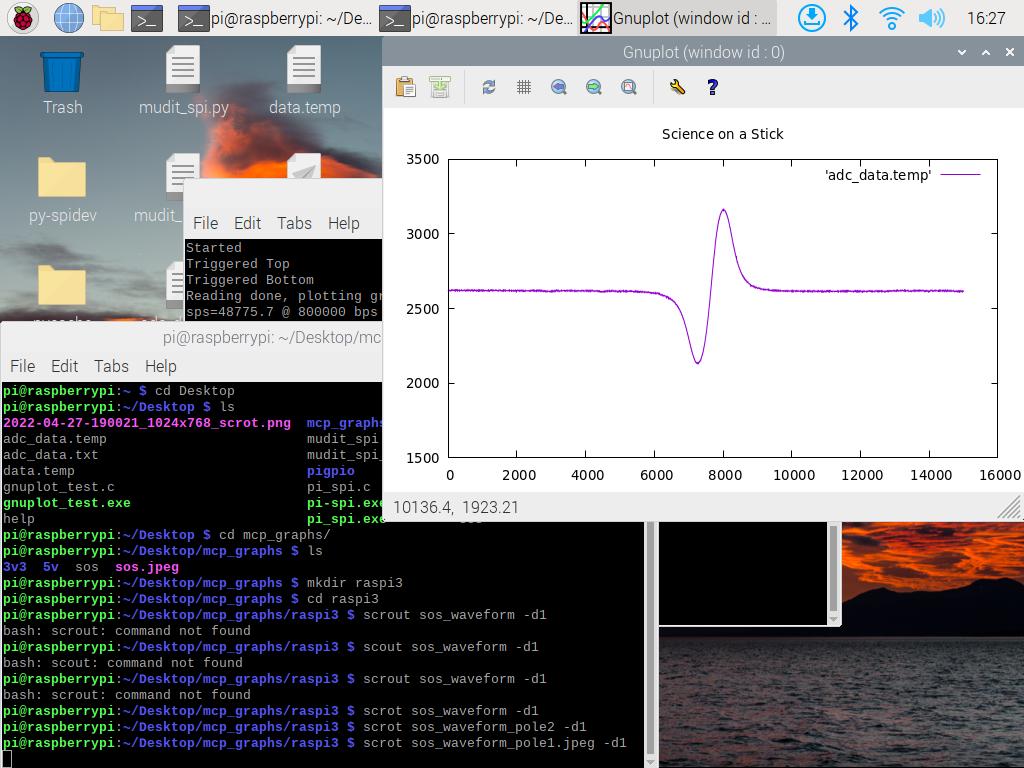 pi@raspberrypi: ~/De... pi@raspberrypi: ~/De... Gnuplot (window id : ... 16:27
Gnuplot (window id : 0)
Trash mudit_spi.py data.temp
py-spidev mudit_
File Edit Tabs Help
Started
Triggered Top
Triggered Bottom
Reading done, plotting gr
sps=48775.7 @ 800000 bps
Science on a Stick
'adc_data.temp'
3500
3000
2500
2000
1500
0 2000 4000 6000 8000 10000 12000 14000 16000
10136.4, 1923.21
pi@raspberrypi: ~/Desktop/mc
File Edit Tabs Help
pi@raspberrypi:~ $ cd Desktop
pi@raspberrypi:~/Desktop $ ls
2022-04-27-190021_1024x768_scrot.png mcp_graphs
adc_data.temp mudit_spi
adc_data.txt mudit_spi_
data.temp pigpio
gnuplot_test.c pi_spi.c
gnuplot_test.exe pi-spi.exe
help pi_spi.exe
pi@raspberrypi:~/Desktop $ cd mcp_graphs/
pi@raspberrypi:~/Desktop/mcp_graphs $ ls
3v3 5v sos sos.jpeg
pi@raspberrypi:~/Desktop/mcp_graphs $ mkdir raspi3
pi@raspberrypi:~/Desktop/mcp_graphs $ cd raspi3
pi@raspberrypi:~/Desktop/mcp_graphs/raspi3 $ scrout sos_waveform -d1
bash: scrout: command not found
pi@raspberrypi:~/Desktop/mcp_graphs/raspi3 $ scout sos_waveform -d1
bash: scout: command not found
pi@raspberrypi:~/Desktop/mcp_graphs/raspi3 $ scrout sos_waveform -d1
bash: scrout: command not found
pi@raspberrypi:~/Desktop/mcp_graphs/raspi3 $ scrot sos_waveform -d1
pi@raspberrypi:~/Desktop/mcp_graphs/raspi3 $ scrot sos_waveform_pole2 -d1
pi@raspberrypi:~/Desktop/mcp_graphs/raspi3 $ scrot sos_waveform_pole1.jpeg -d1